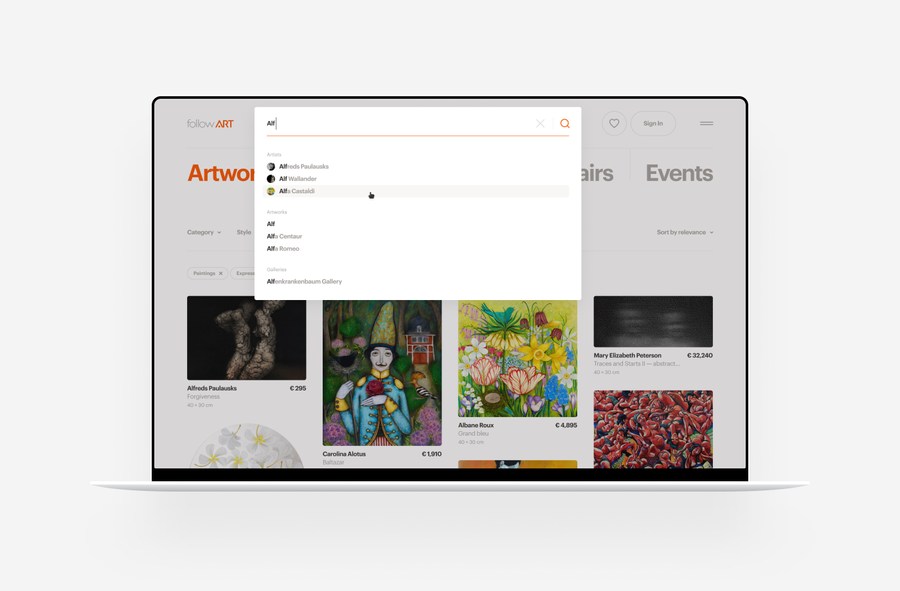 followART
Alf
Sign In
Artwor
airs
Events
Artists
Alfreds Paulausks
Alf Wallander
Alfa Castaldi
Artworks
Alf
Alfa Centaur
Alfa Romeo
Galleries
Alfenkrankenbaum Gallery
Category
Style
Sort by relevance
Paintings
Expres
Alfreds Paulausks € 295
Forgiveness
40 × 30 cm
Carolina Alotus € 1,910
Baltazar
Albane Roux € 4,895
Grand bleu
40 × 30 cm
Mary Elizabeth Peterson € 32,240
Traces and Starts II — abstract...
40 × 30 cm